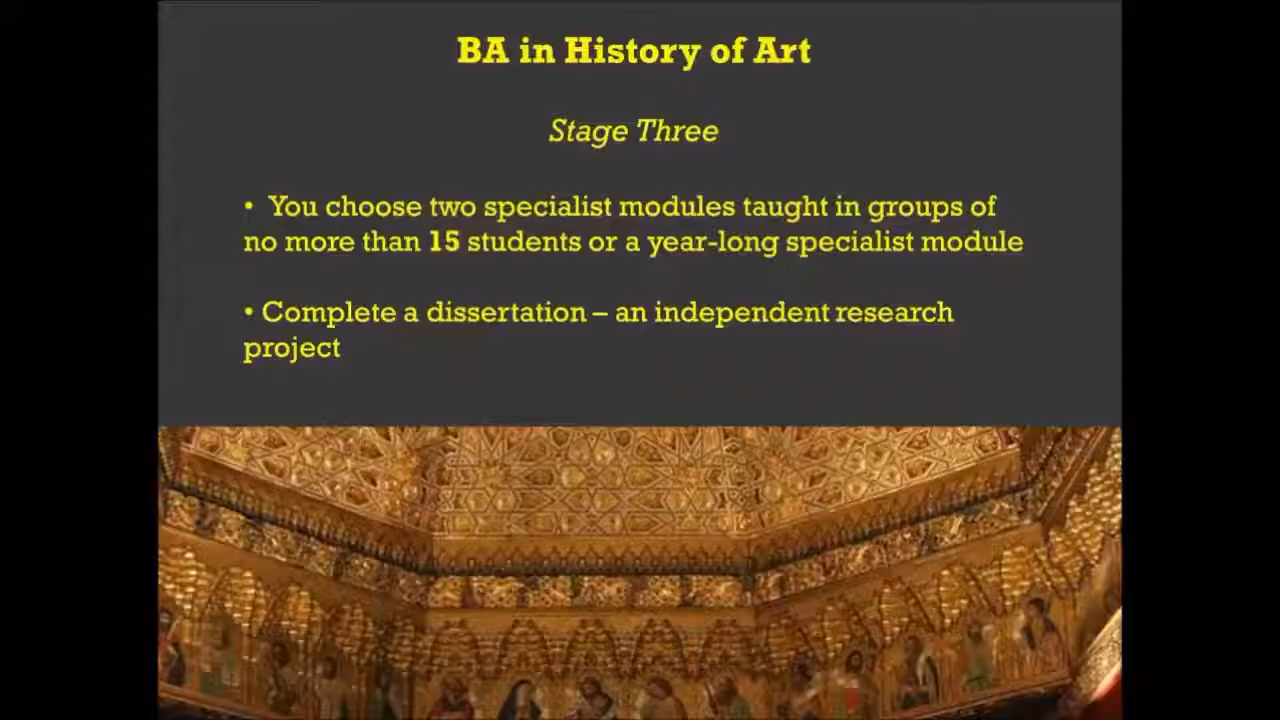 BA in History of Art
Stage Three
• You choose two specialist modules taught in groups of
no more than 15 students or a year-long specialist module
• Complete a dissertation – an independent research
project